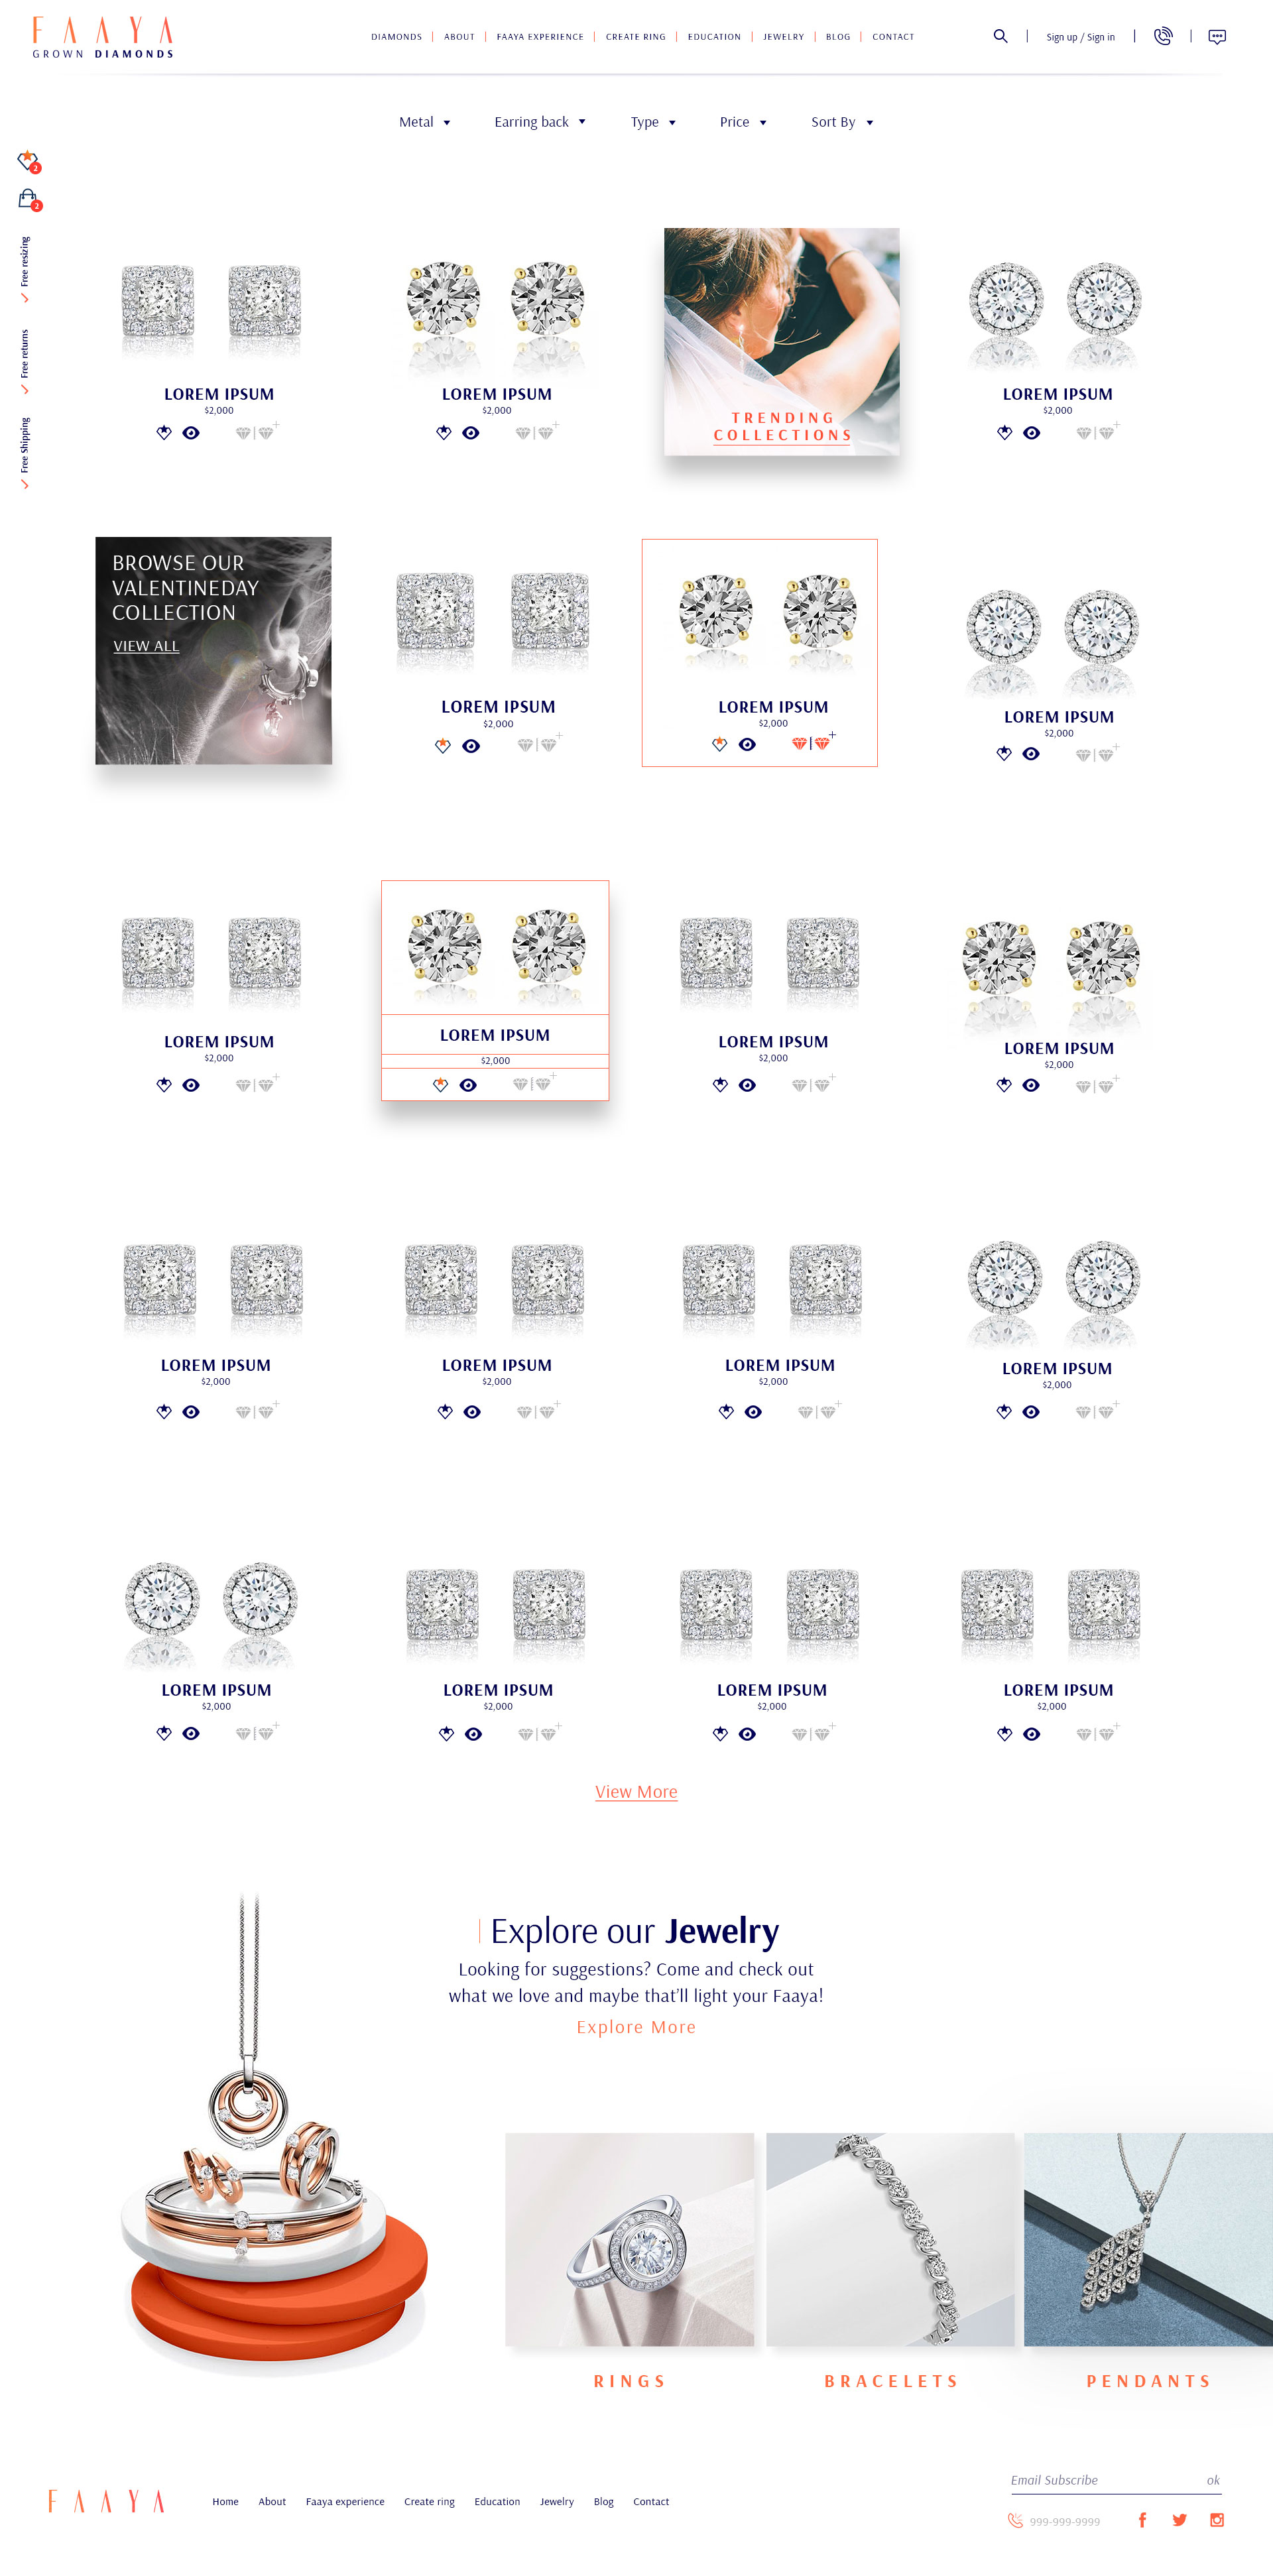 FAAYA
GROWN DIAMONDS
DIAMONDS | ABOUT | FAAYA EXPERIENCE | CREATE RING | EDUCATION | JEWELRY | BLOG | CONTACT
Sign up / Sign in
Metal
Earring back
Type
Price
Sort By
2
2
Free resizing
Free returns
Free Shipping
LOREM IPSUM
$2,000
LOREM IPSUM
$2,000
TRENDING
COLLECTIONS
LOREM IPSUM
$2,000
BROWSE OUR
VALENTINEDAY
COLLECTION
VIEW ALL
LOREM IPSUM
$2,000
LOREM IPSUM
$2,000
LOREM IPSUM
$2,000
LOREM IPSUM
$2,000
LOREM IPSUM
$2,000
LOREM IPSUM
$2,000
LOREM IPSUM
$2,000
LOREM IPSUM
$2,000
LOREM IPSUM
$2,000
LOREM IPSUM
$2,000
LOREM IPSUM
$2,000
LOREM IPSUM
$2,000
LOREM IPSUM
$2,000
LOREM IPSUM
$2,000
LOREM IPSUM
$2,000
View More
Explore our Jewelry
Looking for suggestions? Come and check out
what we love and maybe that'll light your Faaya!
Explore More
RINGS
BRACELETS
PENDANTS
FAAYA
Home About Faaya experience Create ring Education Jewelry Blog Contact
Email Subscribe ok
999-999-9999